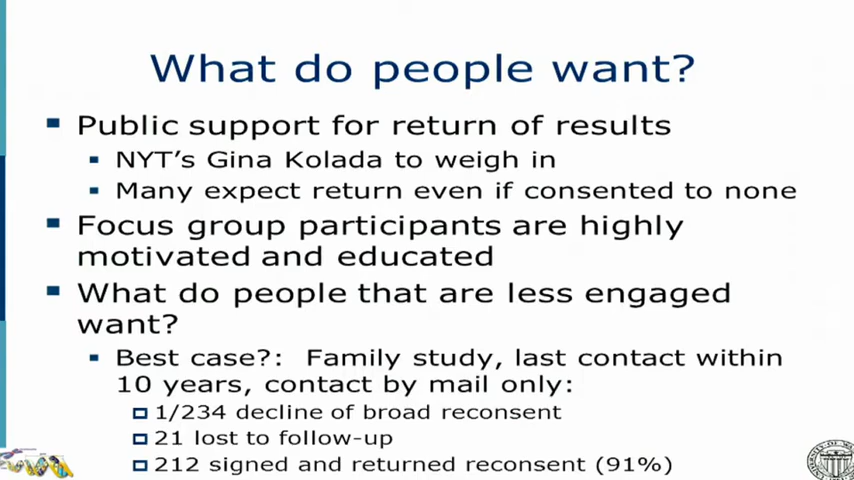 What do people want?
Public support for return of results
NYT's Gina Kolada to weigh in
Many expect return even if consented to none
Focus group participants are highly
motivated and educated
What do people that are less engaged
want?
Best case?: Family study, last contact within
10 years, contact by mail only:
1/234 decline of broad reconsent
21 lost to follow-up
212 signed and returned reconsent (91%)